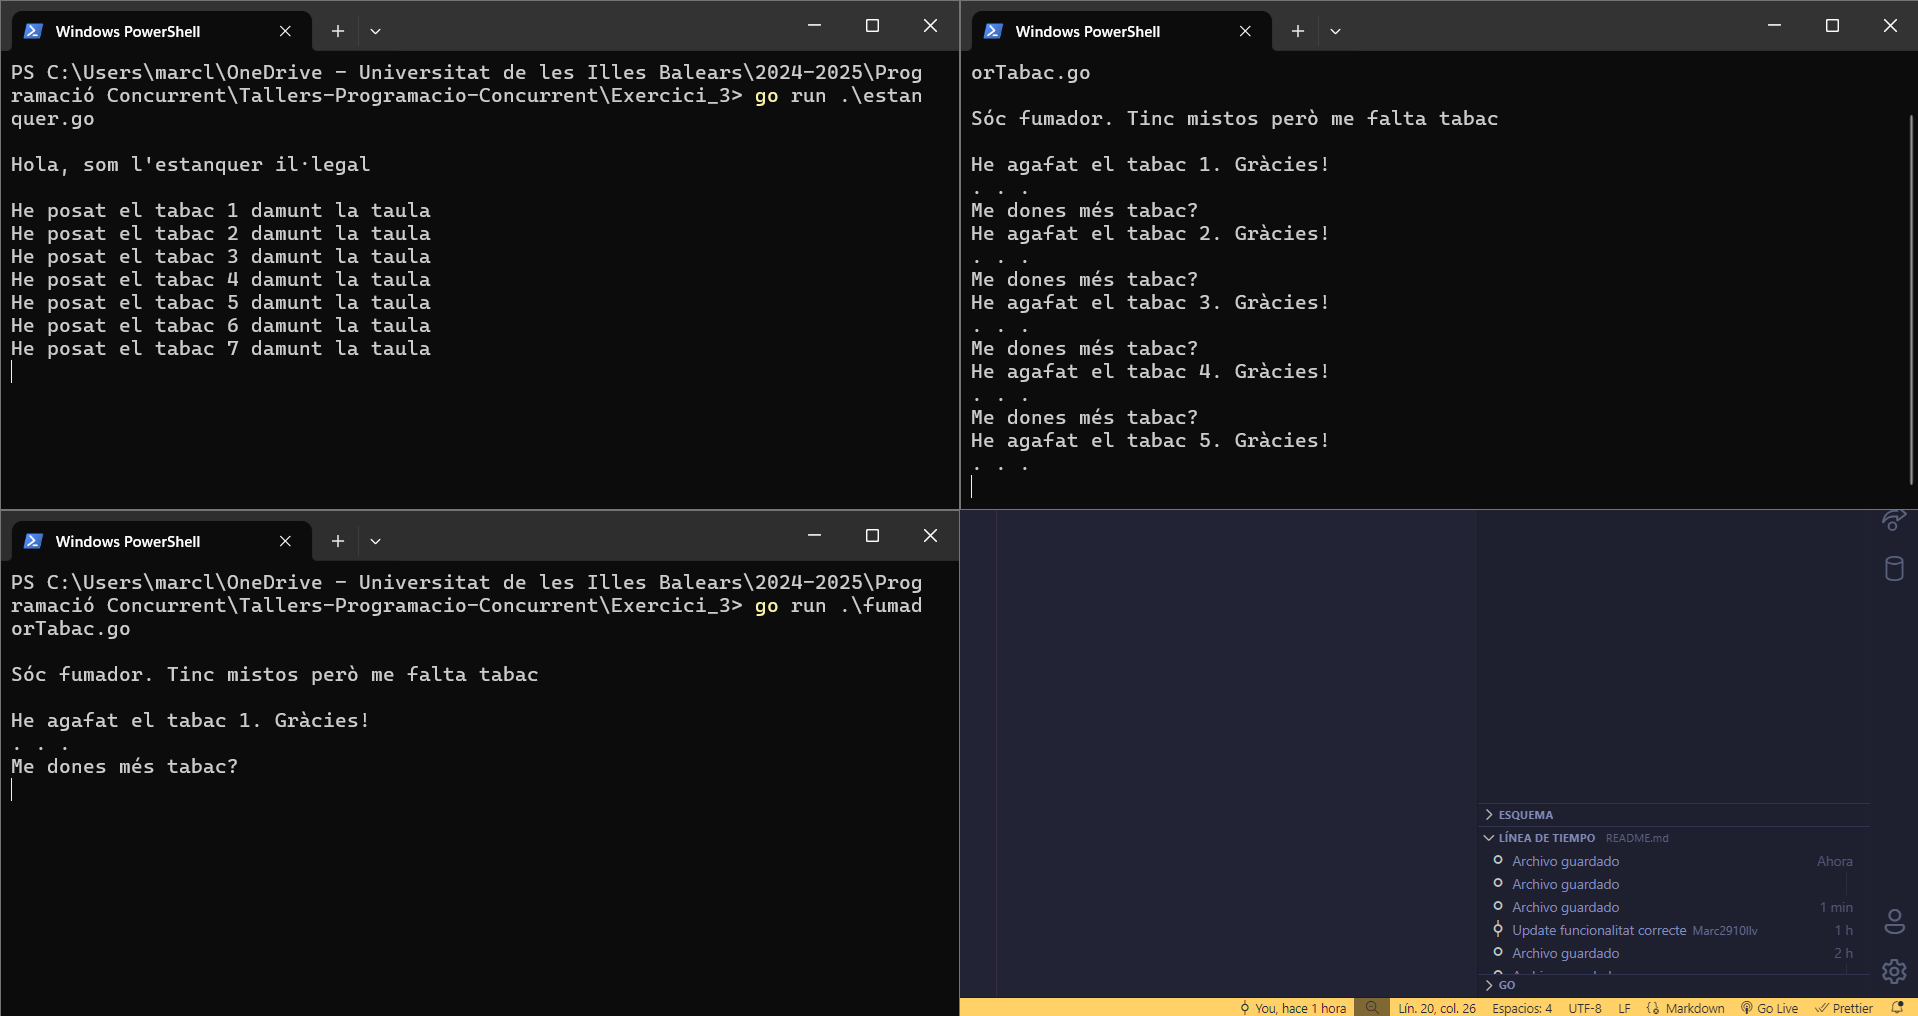 Windows PowerShell
PS C:\Users\marcl\OneDrive - Universitat de les Illes Balears\2024-2025\Prog
ramació Concurrent\Tallers-Programacio-Concurrent\Exercici_3> go run .\estan
quer.go
Hola, som l'estanquer il·legal
He posat el tabac 1 damunt la taula
He posat el tabac 2 damunt la taula
He posat el tabac 3 damunt la taula
He posat el tabac 4 damunt la taula
He posat el tabac 5 damunt la taula
He posat el tabac 6 damunt la taula
He posat el tabac 7 damunt la taula
Windows PowerShell
orTabac.go
Sóc fumador. Tinc mistos però me falta tabac
He agafat el tabac 1. Gràcies!
. . .
Me dones més tabac?
He agafat el tabac 2. Gràcies!
. . .
Me dones més tabac?
He agafat el tabac 3. Gràcies!
. . .
Me dones més tabac?
He agafat el tabac 4. Gràcies!
. . .
Me dones més tabac?
He agafat el tabac 5. Gràcies!
. . .
Windows PowerShell
PS C:\Users\marcl\OneDrive - Universitat de les Illes Balears\2024-2025\Prog
ramació Concurrent\Tallers-Programacio-Concurrent\Exercici_3> go run .\fumad
orTabac.go
Sóc fumador. Tinc mistos però me falta tabac
He agafat el tabac 1. Gràcies!
. . .
Me dones més tabac?
ESQUEMA
LÍNEA DE TIEMPO README.md
Archivo guardado Ahora
Archivo guardado
Archivo guardado 1 min
Update funcionalitat correcte Marc2910llv 1 h
Archivo guardado 2 h
GO
You, hace 1 hora Lín. 20, col. 26 Espacios: 4 UTF-8 LF Markdown Go Live Prettier